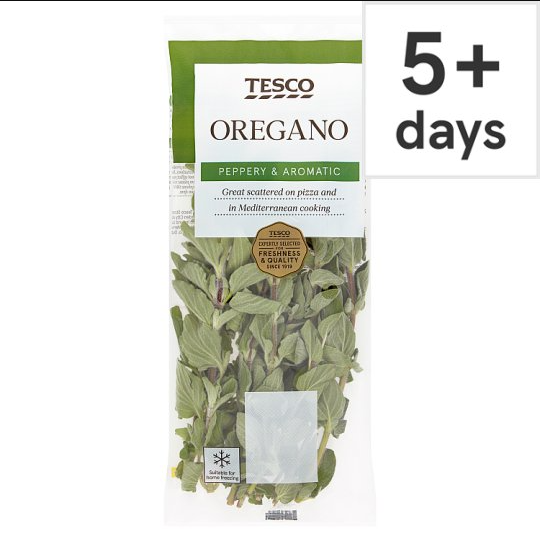 TESCO
OREGANO
PEPPERY & AROMATIC
Great scattered on pizza and
in Mediterranean cooking
TESCO
EXPERTLY SELECTED
FOR
FRESHNESS
& QUALITY
SINCE 1919
Suitable for
home freezing
5+
days